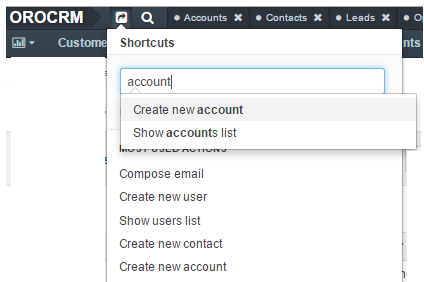 OROCRM
Accounts × Contacts × Leads ×
Custome
Shortcuts
account
Create new account
Show accounts list
MOST USED ACTIONS
Compose email
Create new user
Show users list
Create new contact
Create new account